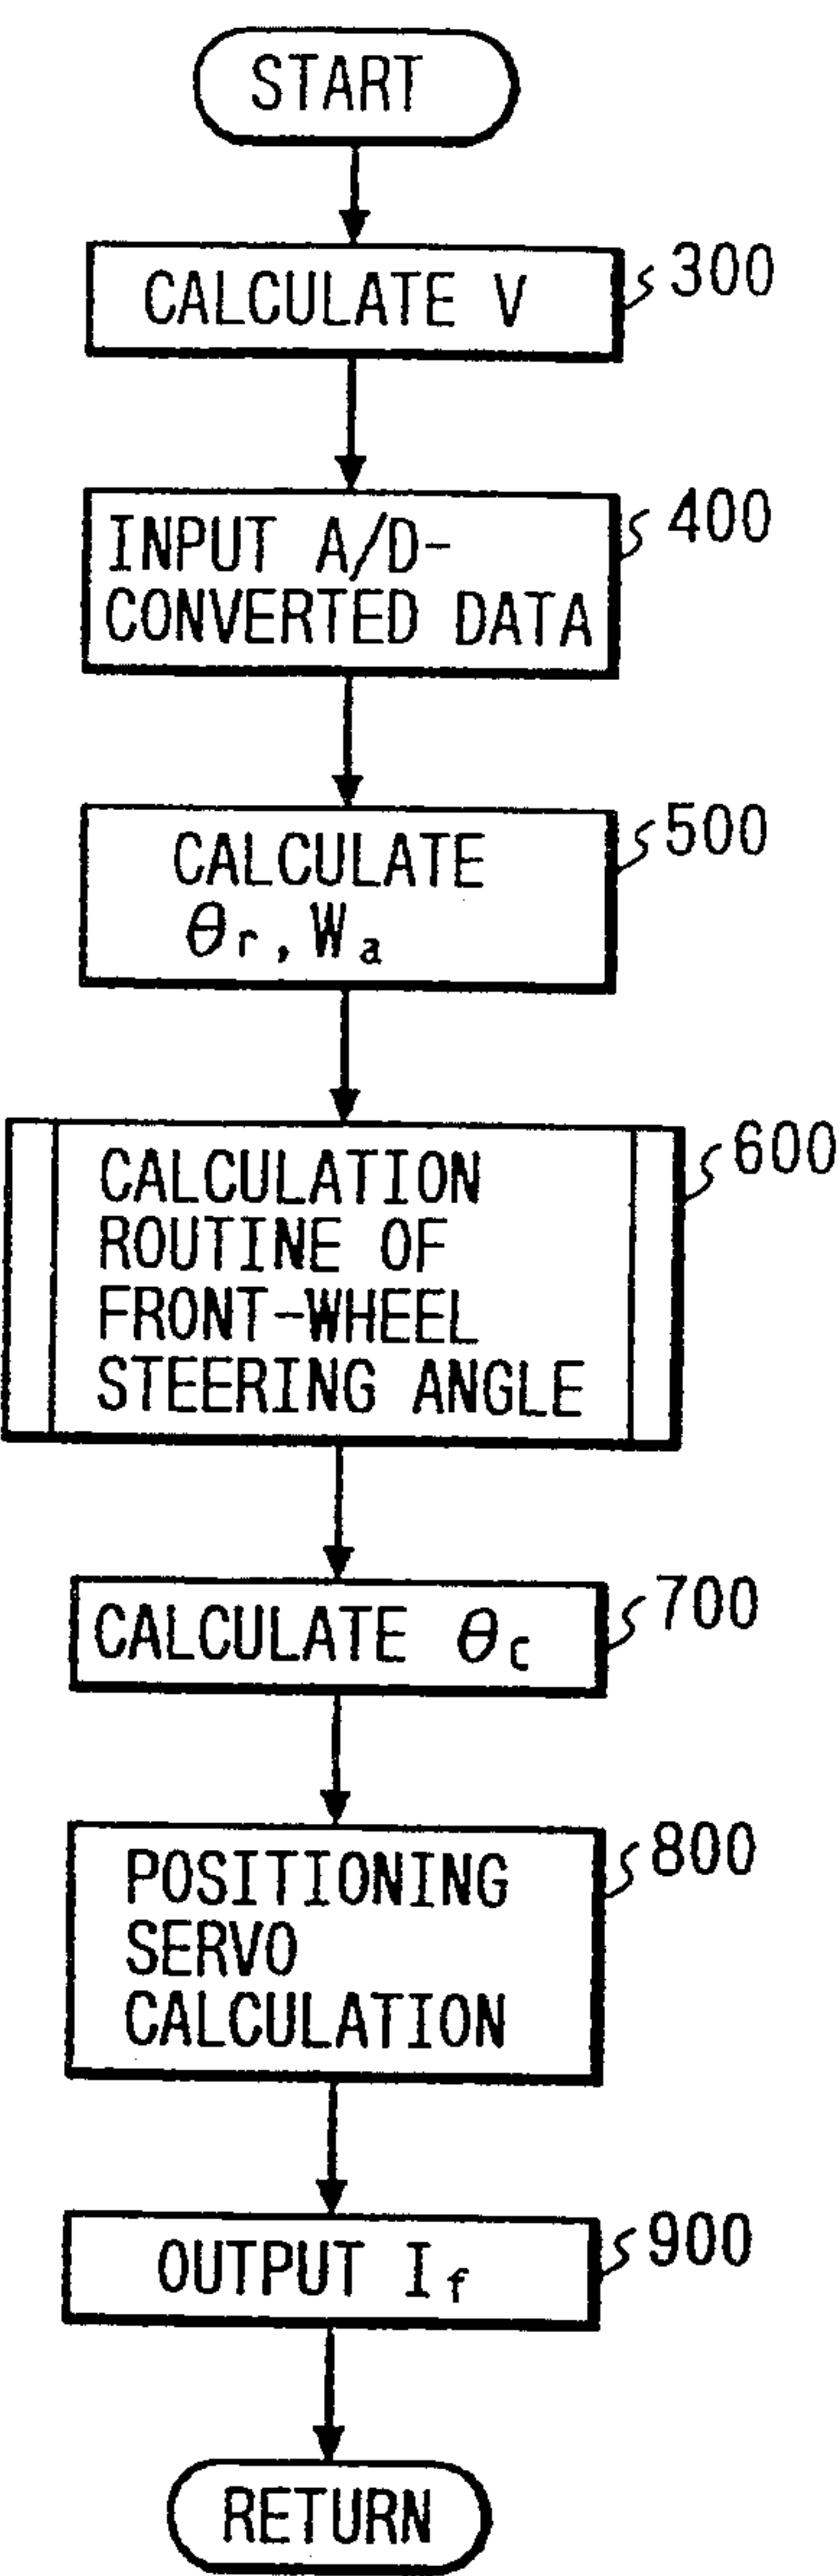 START
CALCULATE V
300
INPUT A/D-
CONVERTED DATA
400
CALCULATE
θr, Wa
500
CALCULATION
ROUTINE OF
FRONT-WHEEL
STEERING ANGLE
600
CALCULATE θc
700
POSITIONING
SERVO
CALCULATION
800
OUTPUT If
900
RETURN